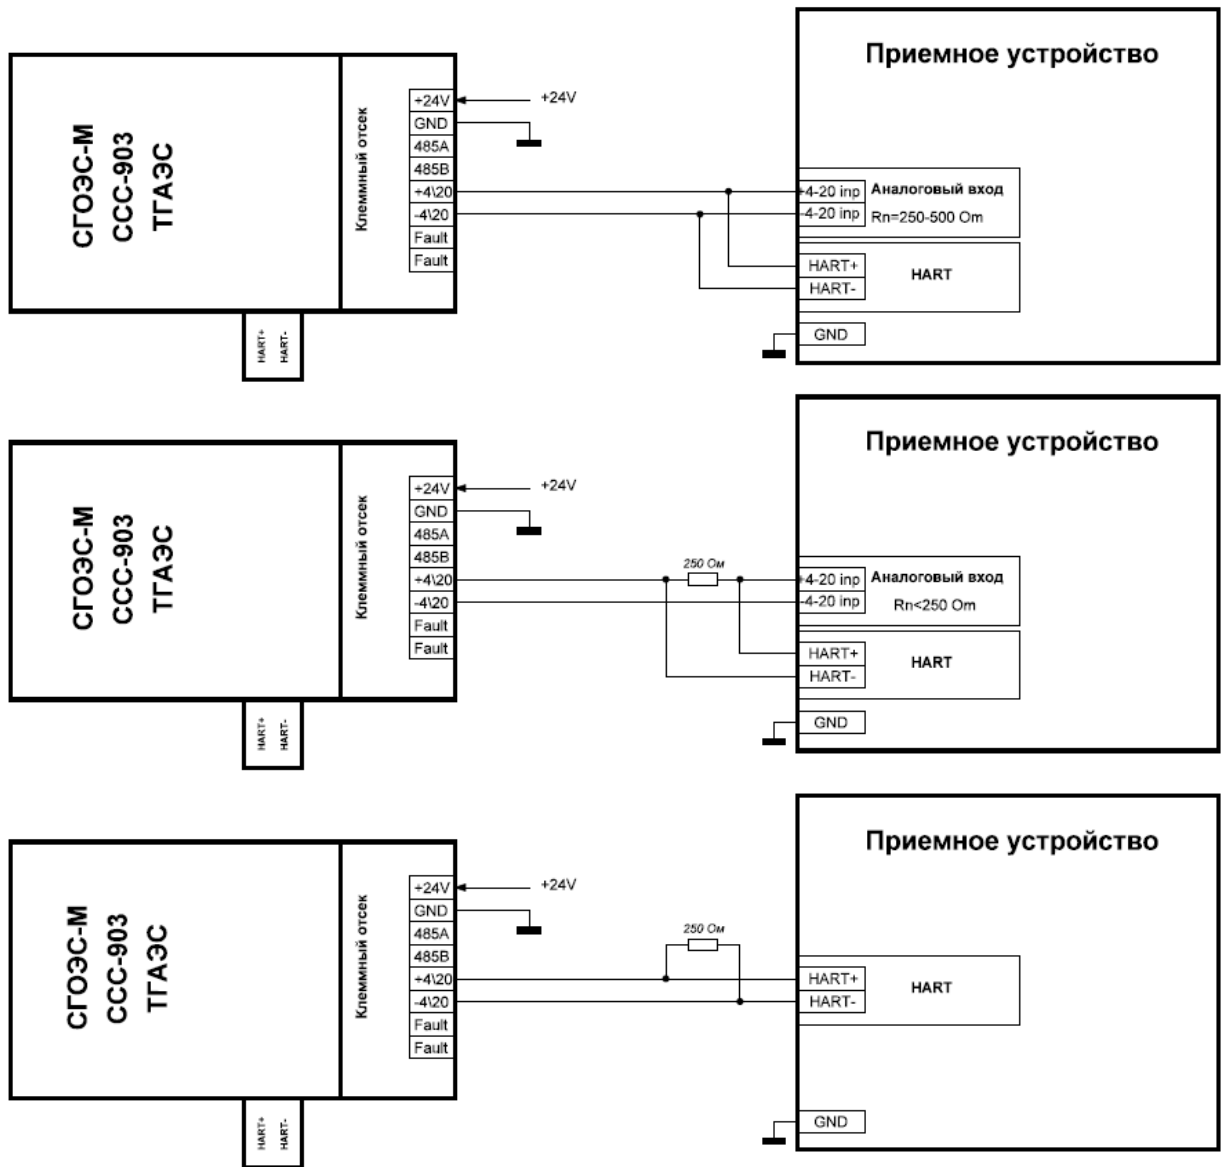 Приемное устройство
СГОЭС-М
ССС-903
ТГАЭС
Клеммный отсек
+24V
GND
485A
485B
+4\20
-4\20
Fault
Fault
+24V
+4-20 inp
-4-20 inp
Аналоговый вход
Rn=250-500 Om
HART+
HART-
HART
GND
HART+
HART-
Приемное устройство
СГОЭС-М
ССС-903
ТГАЭС
Клеммный отсек
+24V
GND
485A
485B
+4\20
-4\20
Fault
Fault
+24V
250 Ом
+4-20 inp
-4-20 inp
Аналоговый вход
Rn<250 Om
HART+
HART-
HART
GND
HART+
HART-
Приемное устройство
СГОЭС-М
ССС-903
ТГАЭС
Клеммный отсек
+24V
GND
485A
485B
+4\20
-4\20
Fault
Fault
+24V
250 Ом
HART+
HART-
HART
GND
HART+
HART-